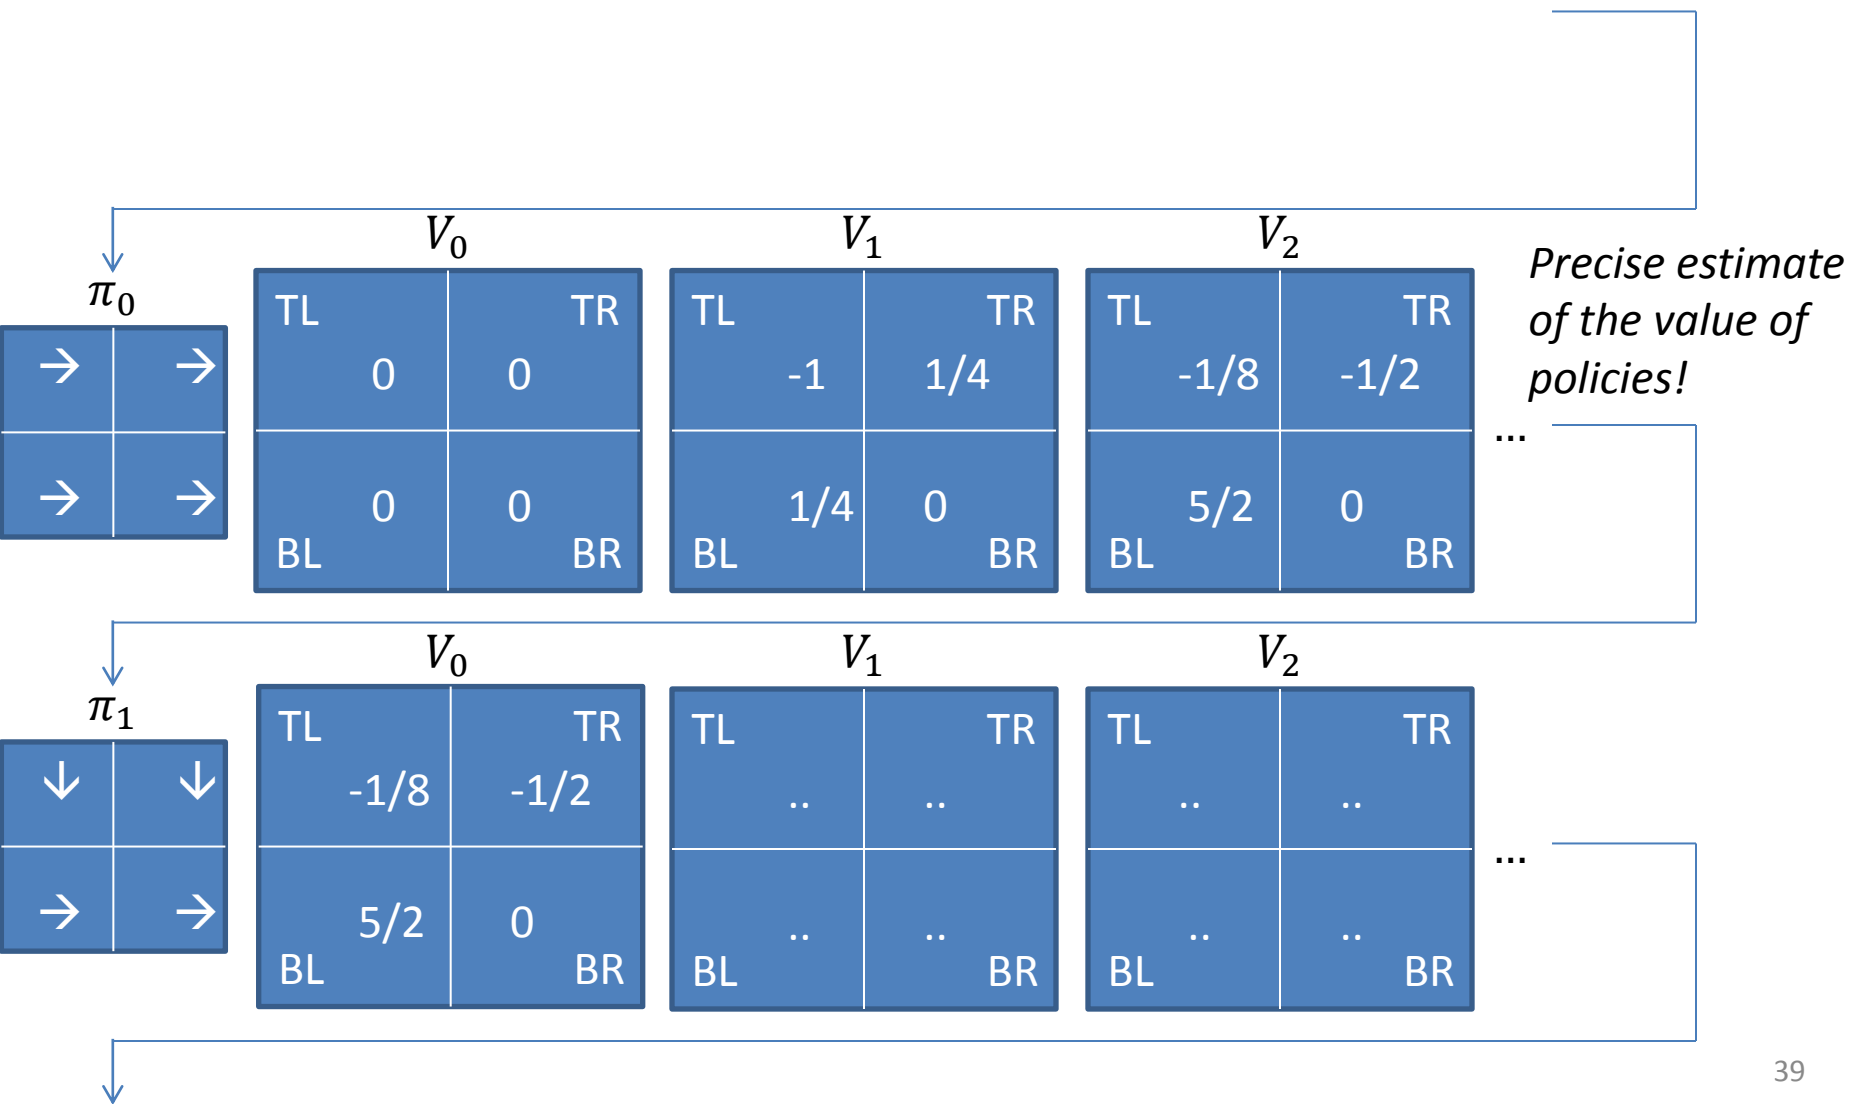 V₀ V₁ V₂
π₀
→ →
→ →
TL TR
0 0
0 0
BL BR
TL TR
-1 1/4
1/4 0
BL BR
TL TR
-1/8 -1/2
5/2 0
BL BR
...
Precise estimate
of the value of
policies!
V₀ V₁ V₂
π₁
↓ ↓
→ →
TL TR
-1/8 -1/2
5/2 0
BL BR
TL TR
.. ..
.. ..
BL BR
TL TR
.. ..
.. ..
BL BR
...
39